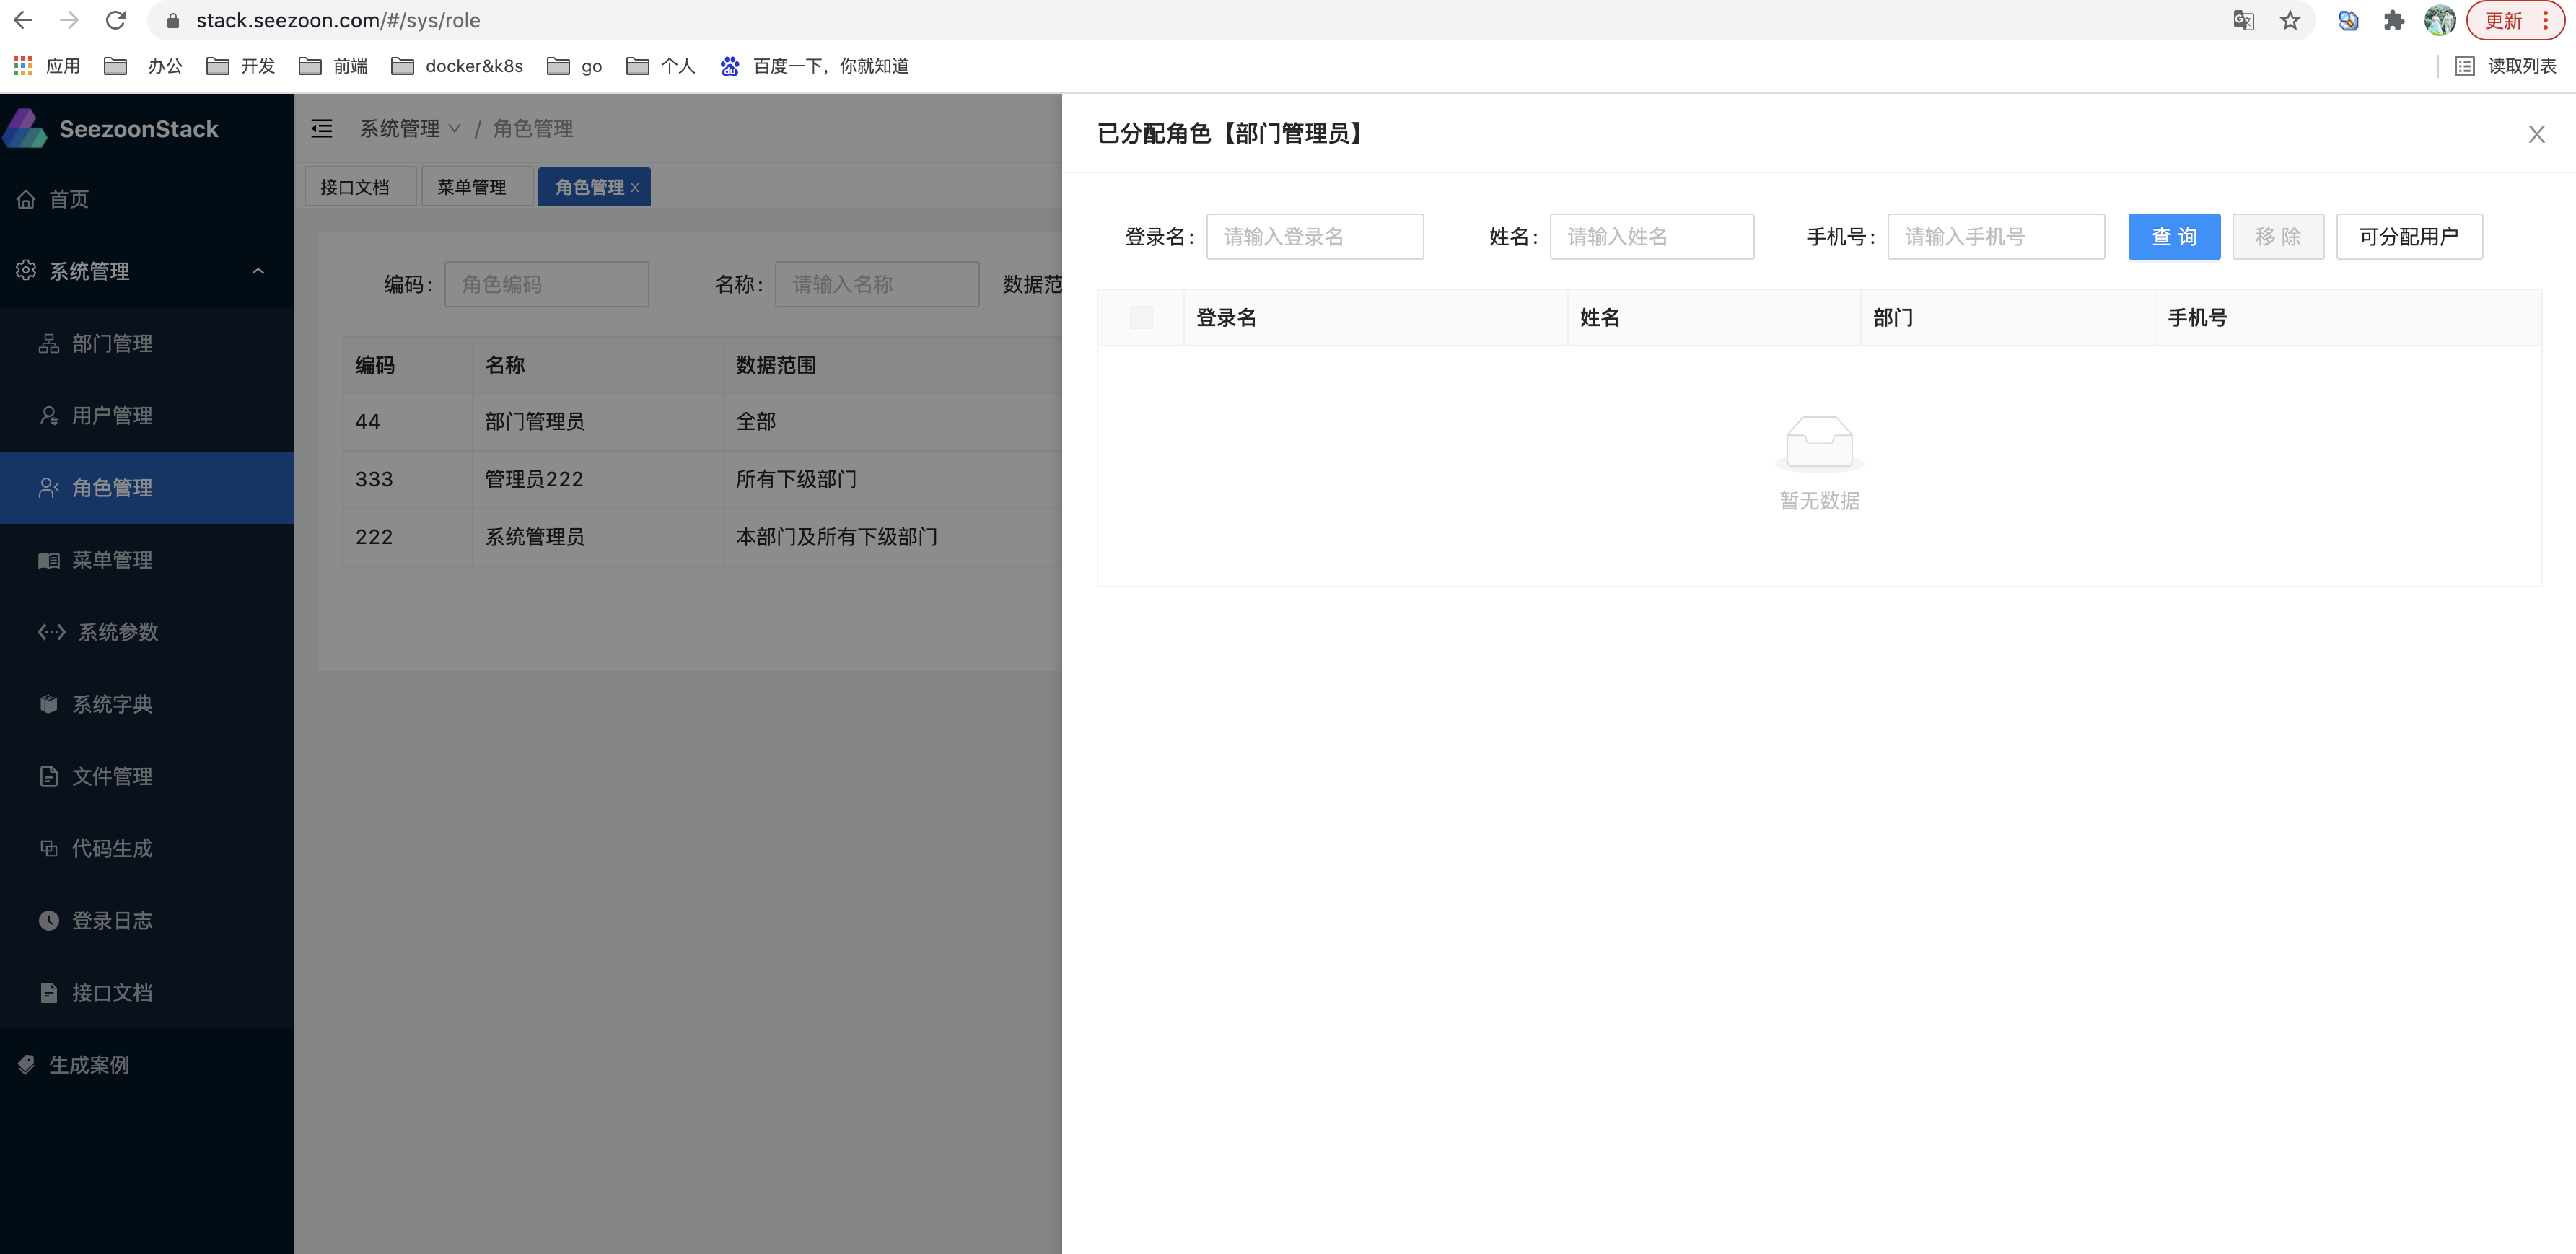 stack.seezoon.com/#/sys/role
更新
应用 办公 开发 前端 docker&k8s go 个人 百度一下，你就知道 读取列表
SeezoonStack
首页
系统管理
部门管理
用户管理
角色管理
菜单管理
系统参数
系统字典
文件管理
代码生成
登录日志
接口文档
生成案例
系统管理 / 角色管理
接口文档 菜单管理 角色管理 x
编码： 角色编码 名称： 请输入名称 数据范
编码 名称 数据范围
44 部门管理员 全部
333 管理员222 所有下级部门
222 系统管理员 本部门及所有下级部门
已分配角色【部门管理员】
登录名： 请输入登录名 姓名： 请输入姓名 手机号： 请输入手机号 查 询 移 除 可分配用户
登录名 姓名 部门 手机号
暂无数据